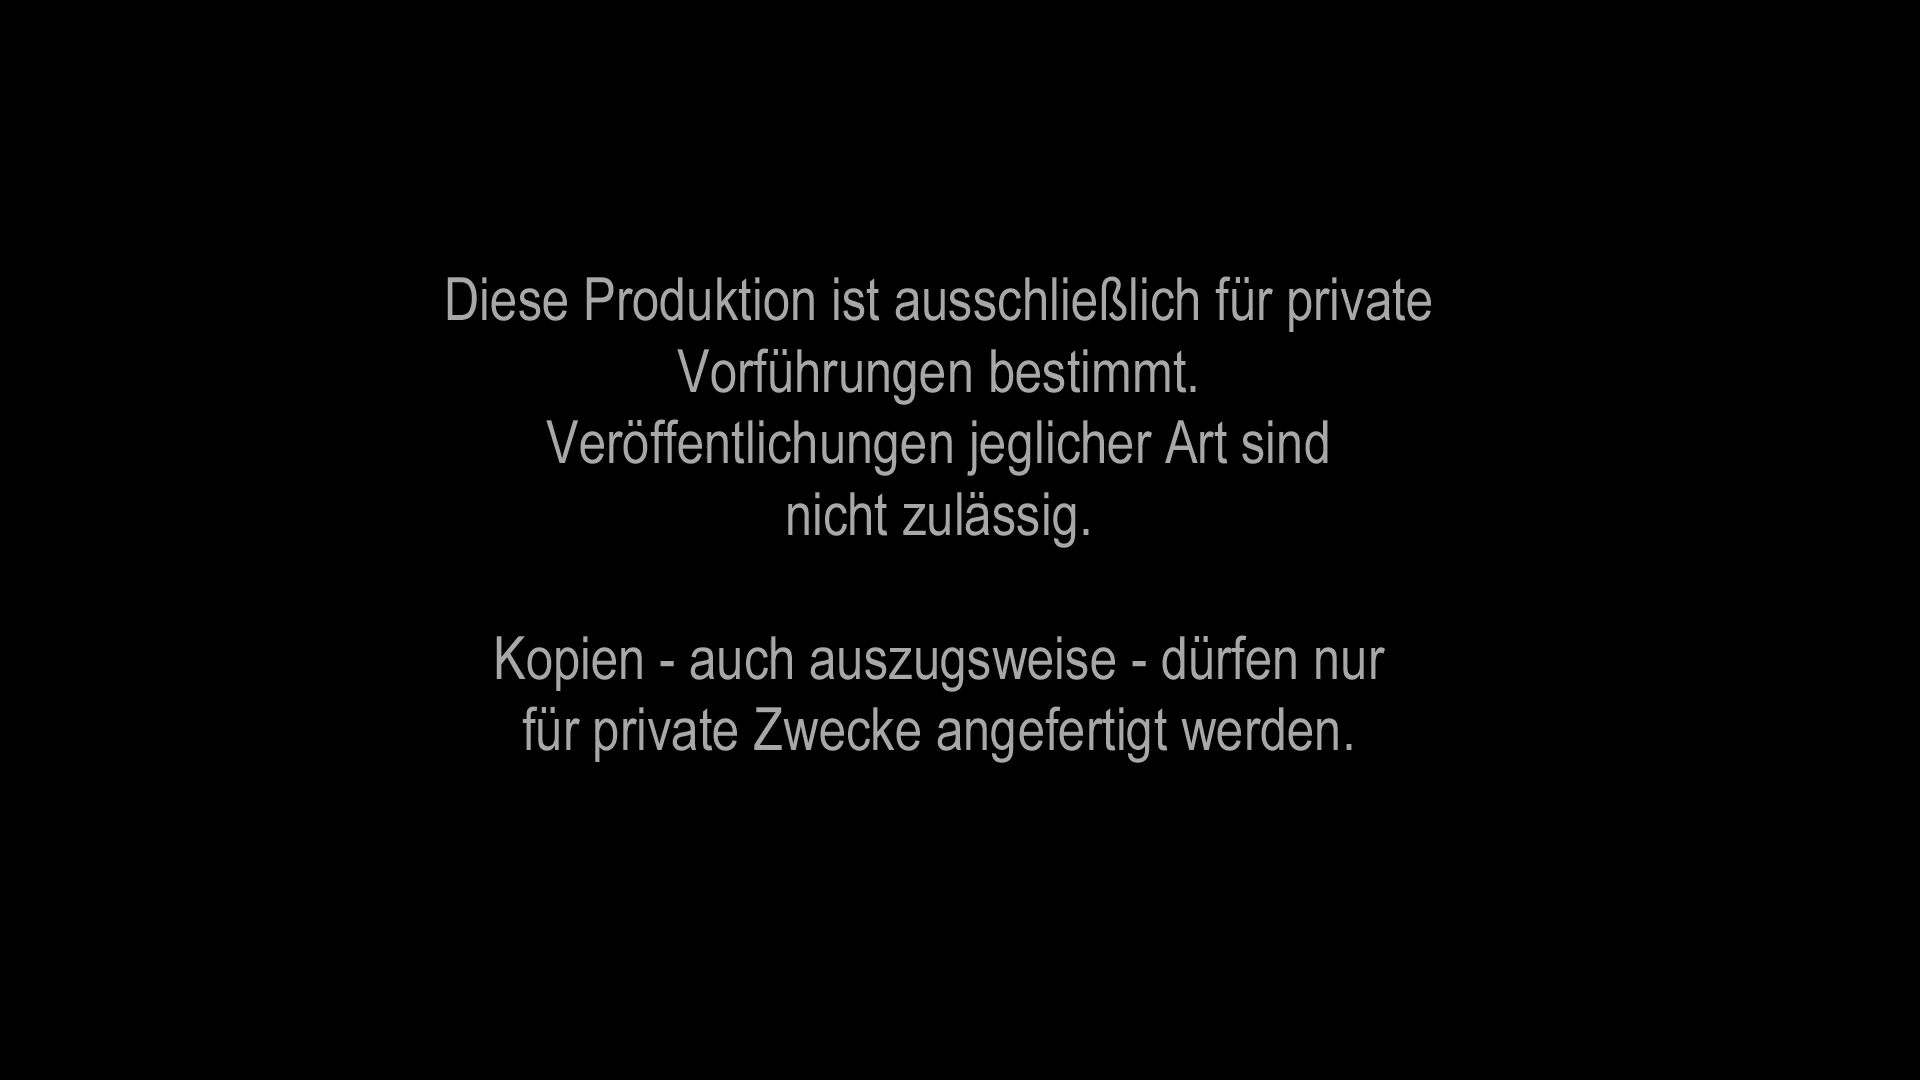 Diese Produktion ist ausschließlich für private
Vorführungen bestimmt.
Veröffentlichungen jeglicher Art sind
nicht zulässig.
Kopien - auch auszugsweise - dürfen nur
für private Zwecke angefertigt werden.